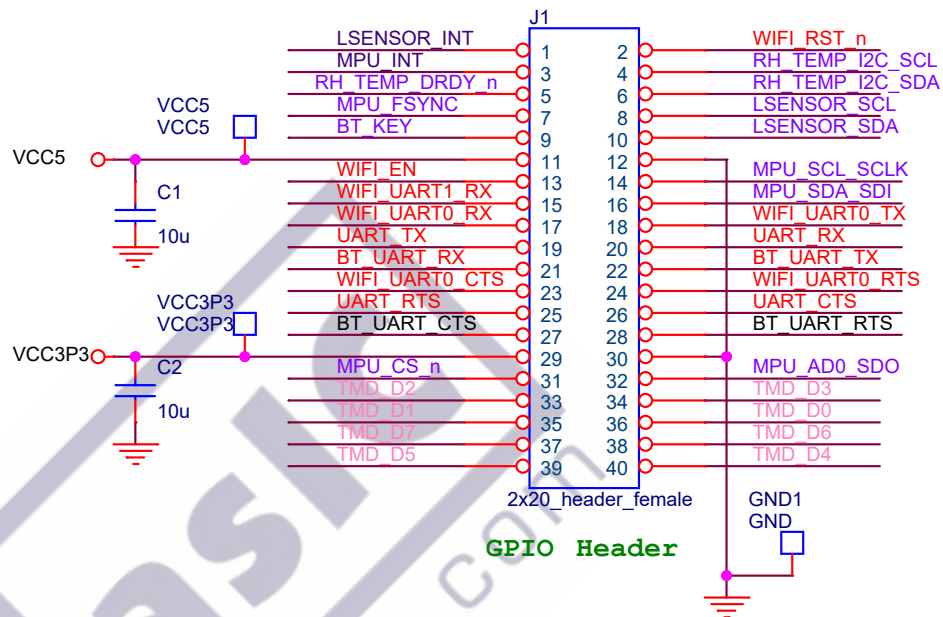 J1
LSENSOR_INT 1 2 WIFI_RST_n
MPU_INT 3 4 RH_TEMP_I2C_SCL
RH_TEMP_DRDY_n 5 6 RH_TEMP_I2C_SDA
MPU_FSYNC 7 8 LSENSOR_SCL
BT_KEY 9 10 LSENSOR_SDA
VCC5
VCC5
VCC5 11 12
WIFI_EN 13 14 MPU_SCL_SCLK
WIFI_UART1_RX 15 16 MPU_SDA_SDI
C1
10u
WIFI_UART0_RX 17 18 WIFI_UART0_TX
UART_TX 19 20 UART_RX
BT_UART_RX 21 22 BT_UART_TX
WIFI_UART0_CTS 23 24 WIFI_UART0_RTS
UART_RTS 25 26 UART_CTS
BT_UART_CTS 27 28 BT_UART_RTS
VCC3P3
VCC3P3
VCC3P3 29 30
MPU_CS_n 31 32 MPU_AD0_SDO
C2
10u
TMD_D2 33 34 TMD_D3
TMD_D1 35 36 TMD_D0
TMD_D7 37 38 TMD_D6
TMD_D5 39 40 TMD_D4
2x20_header_female
GND1
GND
GPIO Header
asic
com